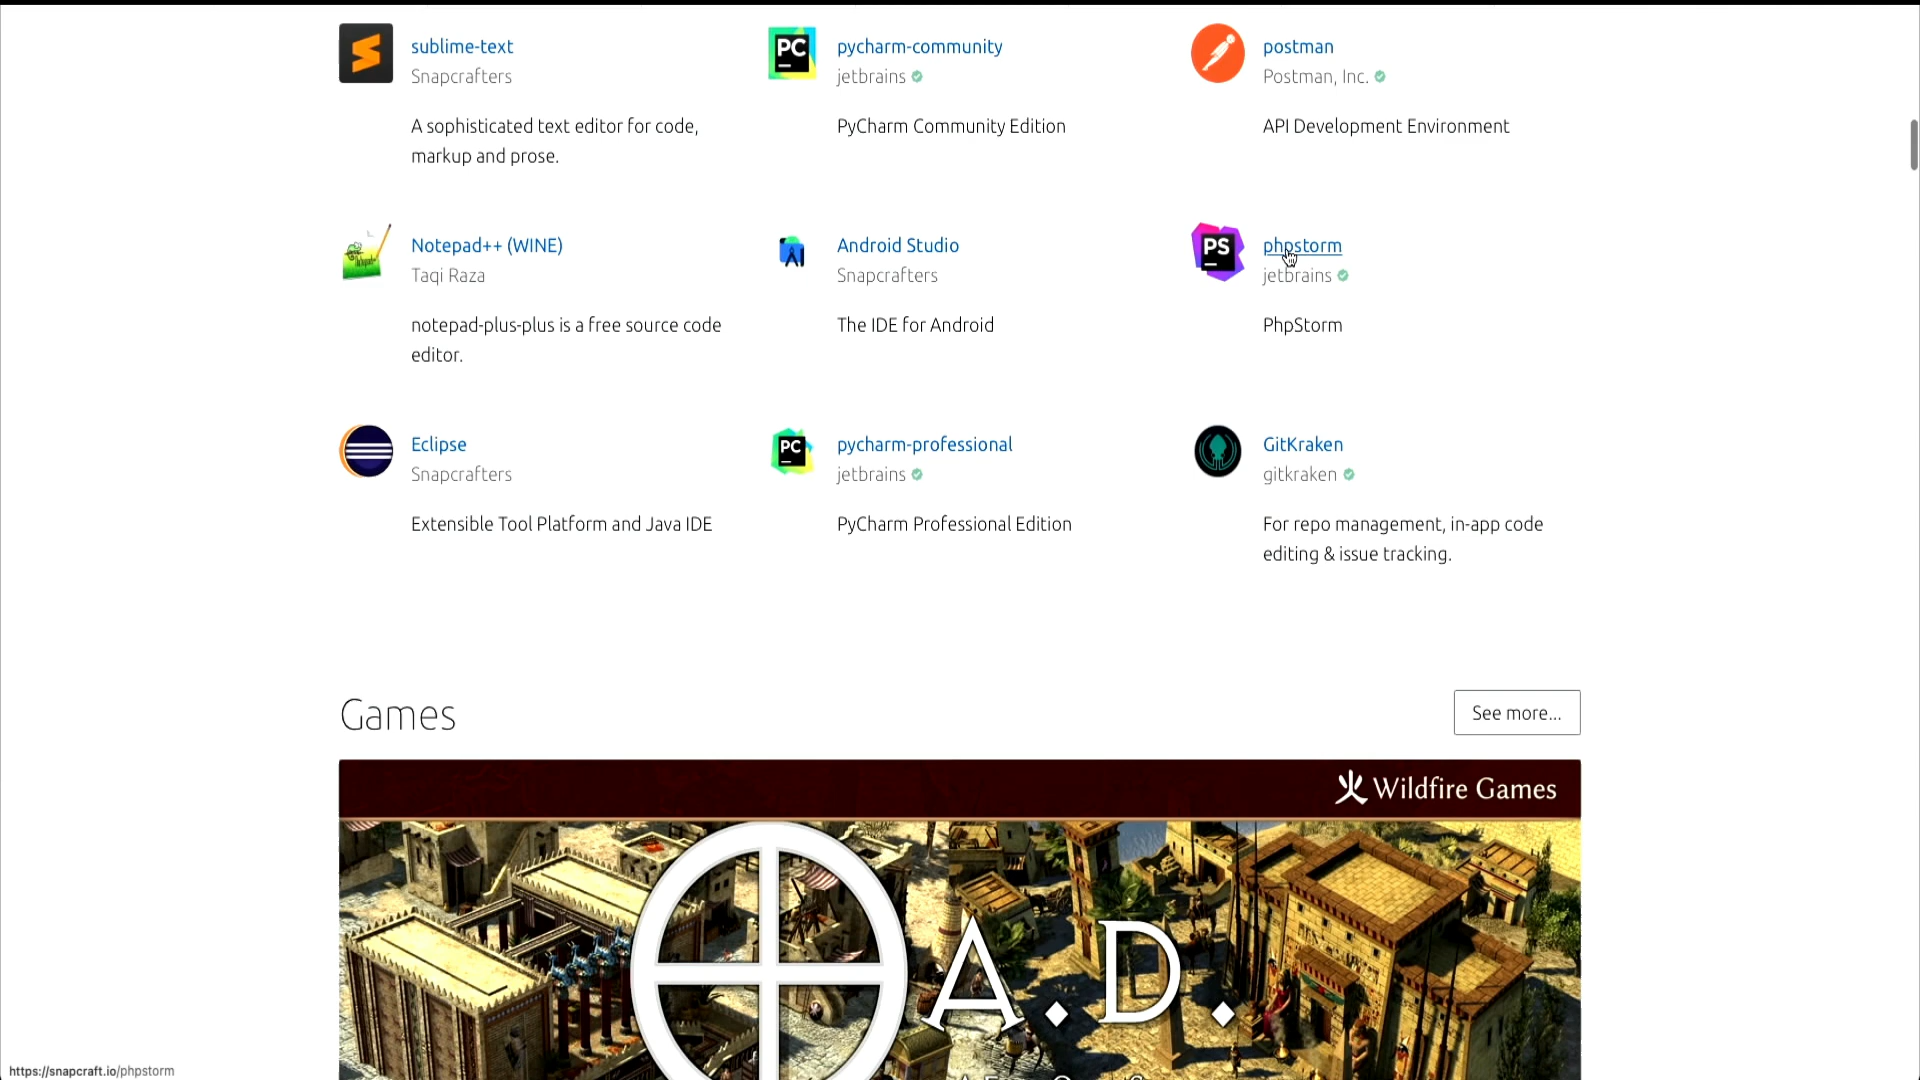 sublime-text
Snapcrafters
A sophisticated text editor for code,
markup and prose.
PC
pycharm-community
jetbrains
PyCharm Community Edition
postman
Postman, Inc.
API Development Environment
Notepad++ (WINE)
Taqi Raza
notepad-plus-plus is a free source code
editor.
Android Studio
Snapcrafters
The IDE for Android
PS
phpstorm
jetbrains
PhpStorm
Eclipse
Snapcrafters
Extensible Tool Platform and Java IDE
PC
pycharm-professional
jetbrains
PyCharm Professional Edition
GitKraken
gitkraken
For repo management, in-app code
editing & issue tracking.
Games
See more...
火 Wildfire Games
A.D.
https://snapcraft.io/phpstorm